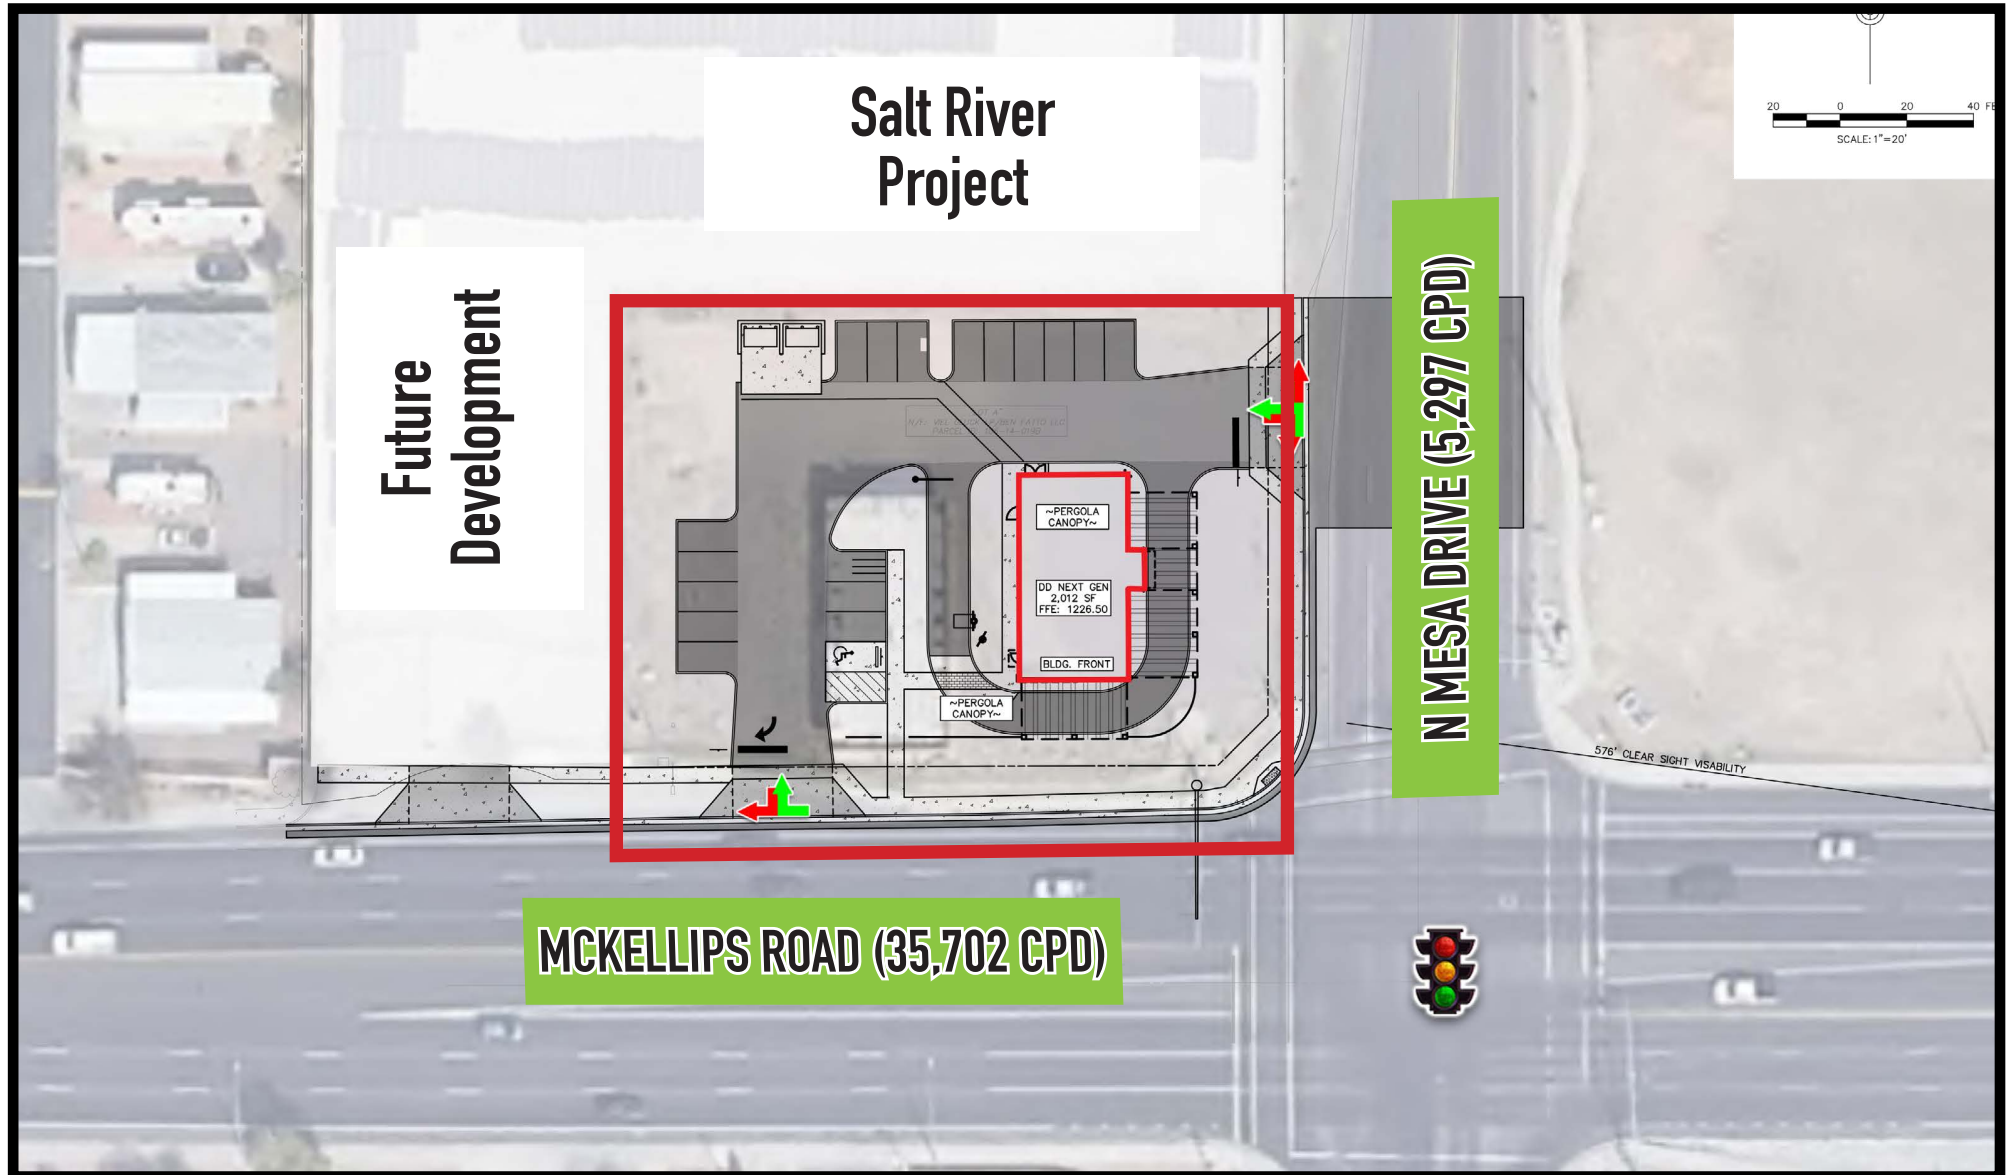 Salt River
Project
20 0 20 40 FE
SCALE: 1"=20'
Future
Development
N MESA DRIVE (5,297 CPD)
~PERGOLA
CANOPY~
DD NEXT GEN
2,012 SF
FFE: 1226.50
BLDG. FRONT
~PERGOLA
CANOPY~
576' CLEAR SIGHT VISABILITY
MCKELLIPS ROAD (35,702 CPD)